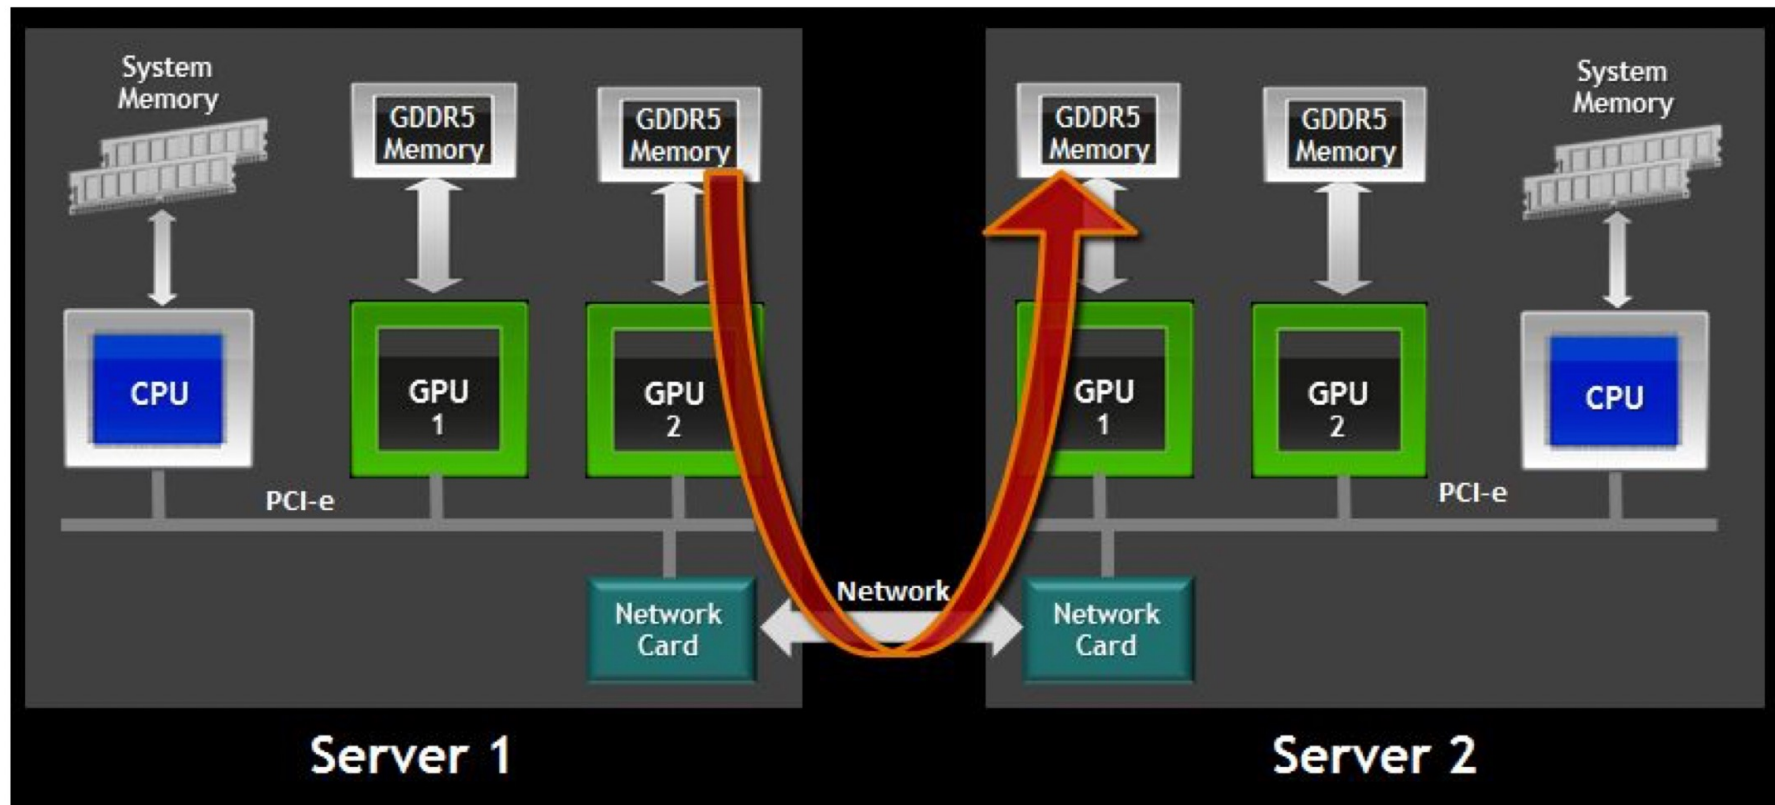 System
Memory
GDDR5
Memory
GDDR5
Memory
CPU
GPU
1
GPU
2
PCI-e
Network
Card
Server 1
Network
GDDR5
Memory
GDDR5
Memory
System
Memory
GPU
1
GPU
2
CPU
PCI-e
Network
Card
Server 2